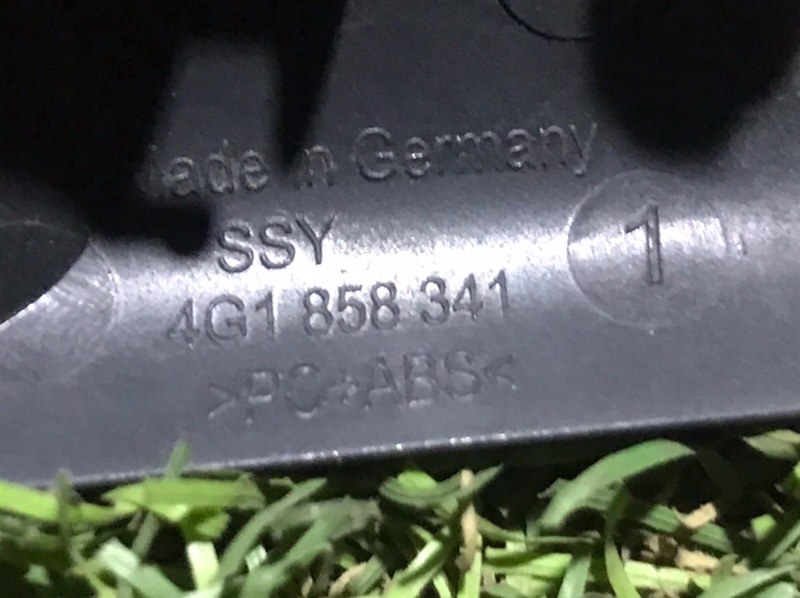 Made in Germany
SSY
4G1 858 341
>PC+ABS<
1